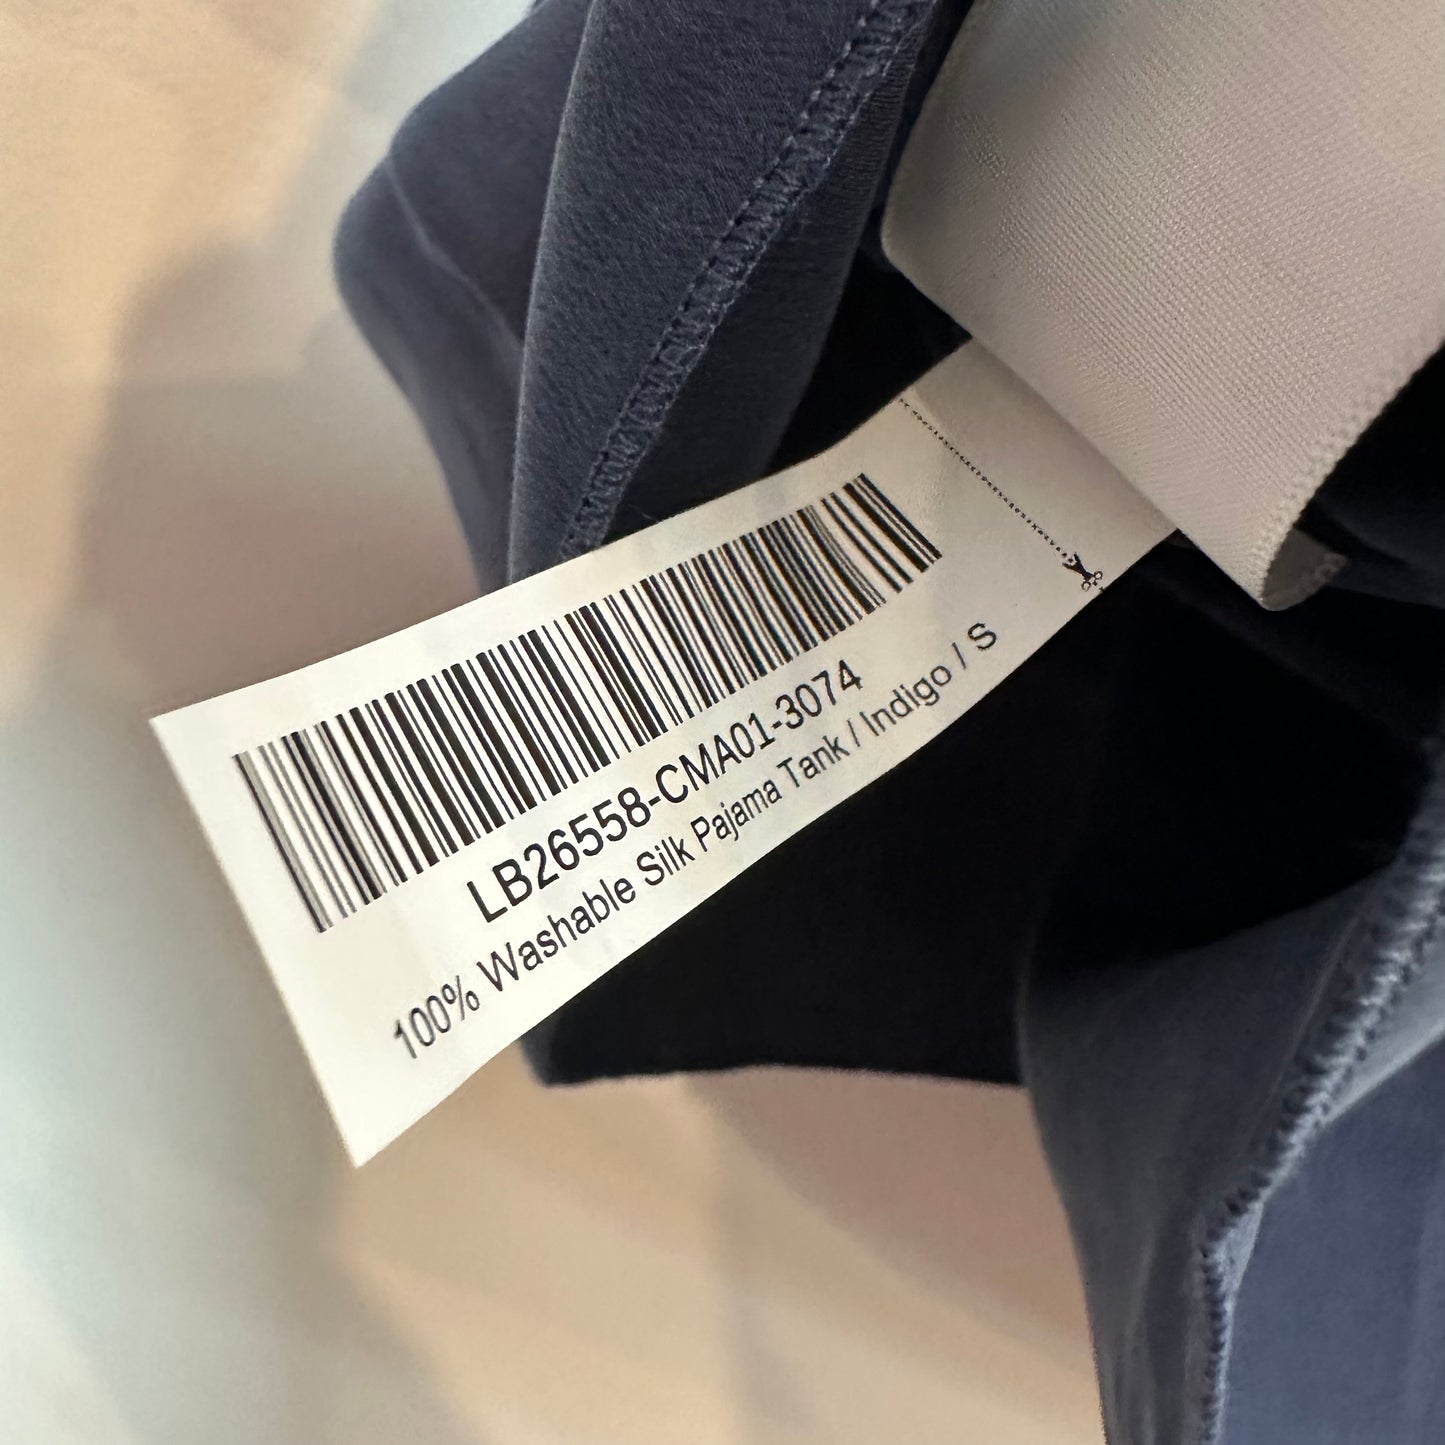 LB26558-CMA01-3074
100% Washable Silk Pajama Tank / Indigo / S